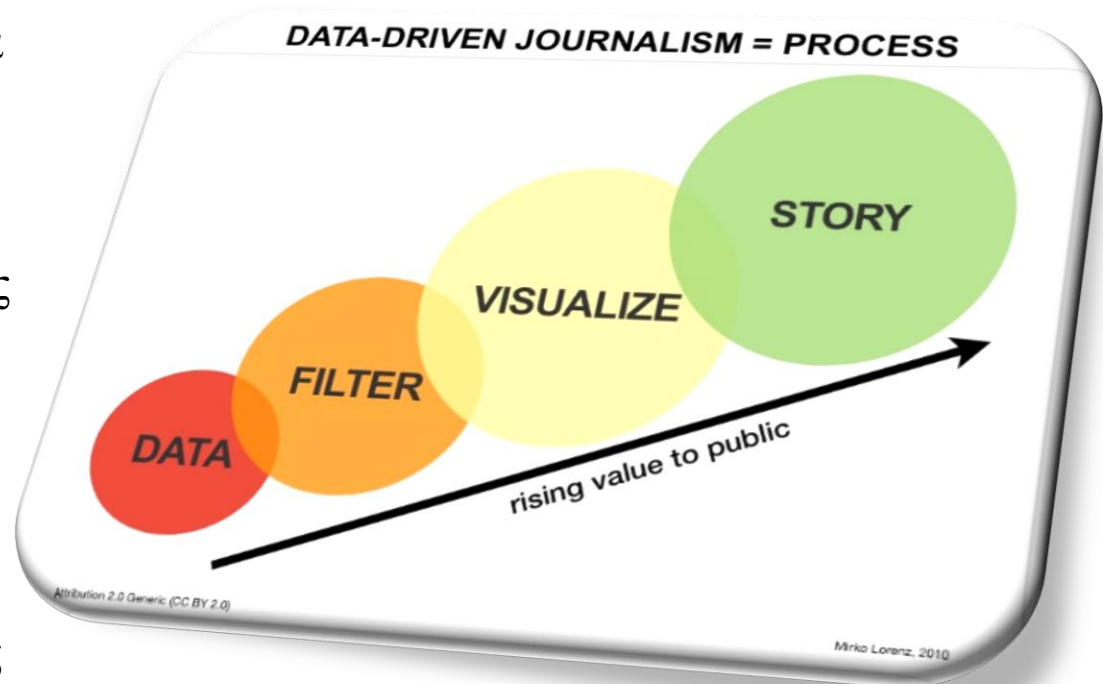 DATA-DRIVEN JOURNALISM = PROCESS
STORY
VISUALIZE
FILTER
DATA
rising value to public
Attribution 2.0 Generic (CC BY 2.0)
Mirko Lorenz, 2010